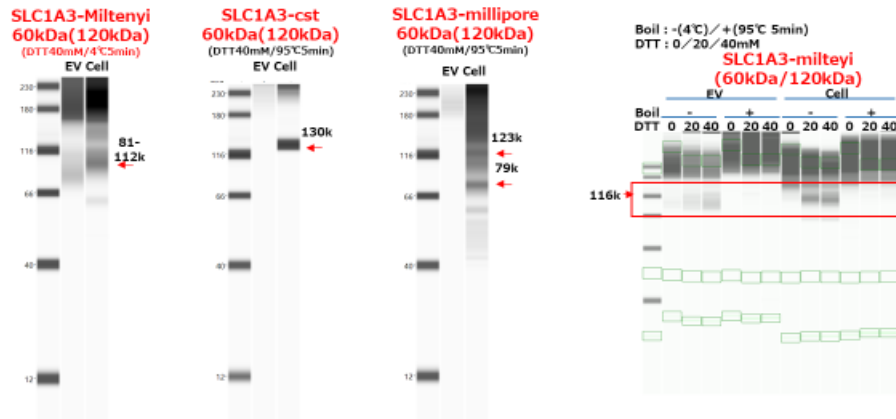 SLC1A3-Miltenyi
60kDa(120kDa)
(DTT40mM/4℃5min)
EV Cell
230
180
116
66
40
12
81-
112k
SLC1A3-cst
60kDa(120kDa)
(DTT40mM/95℃5min)
EV Cell
230
180
116
66
40
12
130k
SLC1A3-millipore
60kDa(120kDa)
(DTT40mM/95℃5min)
EV Cell
230
180
116
66
40
12
123k
79k
Boil : -(4℃)/+(95℃ 5min)
DTT : 0/20/40mM
SLC1A3-milteyi
(60kDa/120kDa)
EV Cell
Boil - + - +
DTT 0 20 40 0 20 40 0 20 40 0 20 40
116k